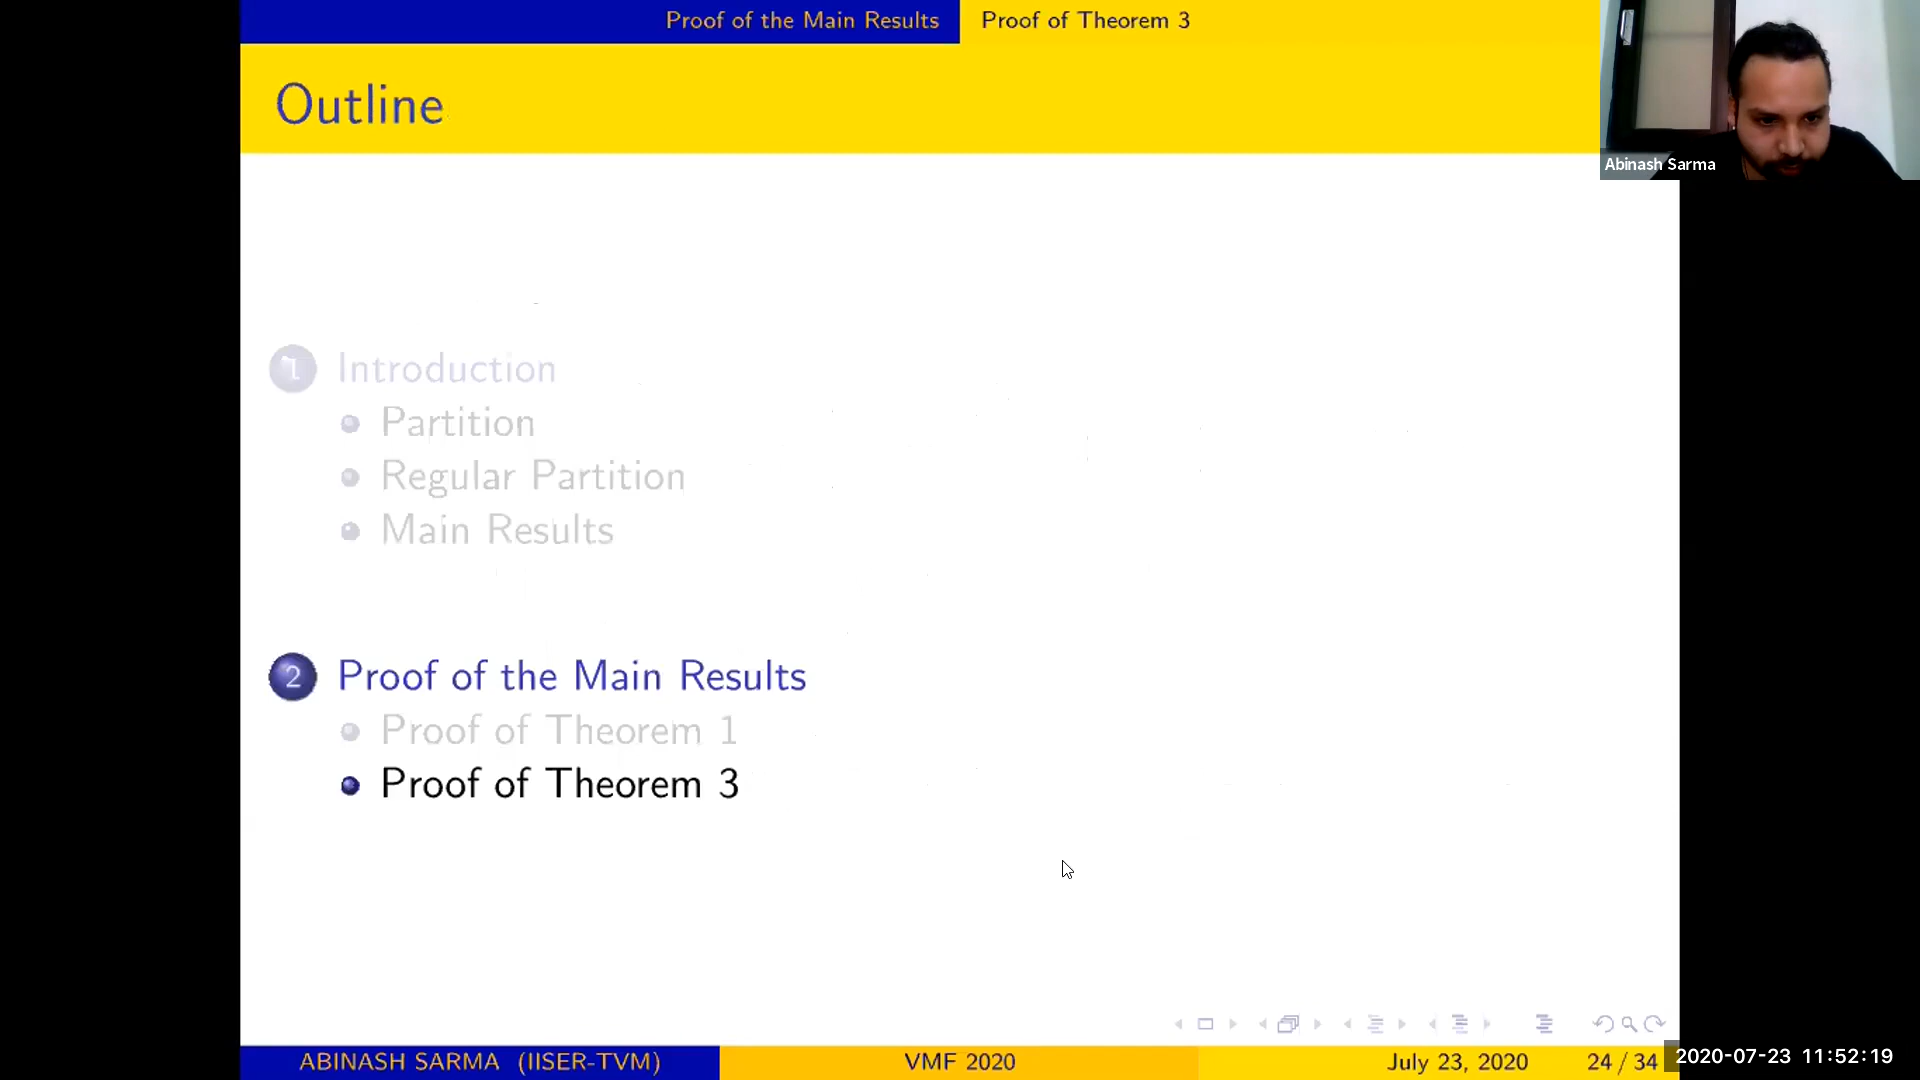 Proof of the Main Results
Proof of Theorem 3
Outline
Abinash Sarma
1 Introduction
Partition
Regular Partition
Main Results
2 Proof of the Main Results
Proof of Theorem 1
Proof of Theorem 3
ABINASH SARMA (IISER-TVM)
VMF 2020
July 23, 2020
24 / 34
2020-07-23 11:52:19